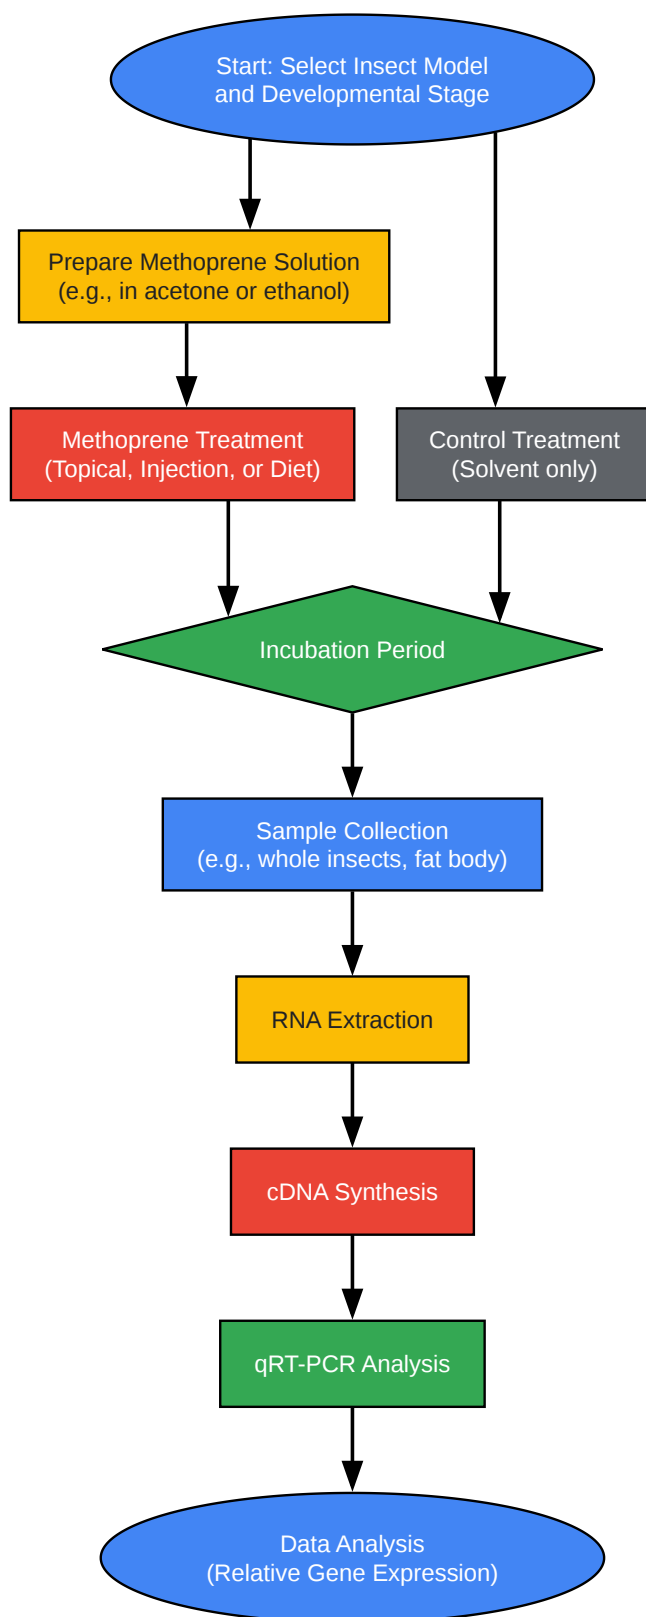 Start: Select Insect Model
and Developmental Stage
Prepare Methoprene Solution
(e.g., in acetone or ethanol)
Methoprene Treatment
(Topical, Injection, or Diet)
Control Treatment
(Solvent only)
Incubation Period
Sample Collection
(e.g., whole insects, fat body)
RNA Extraction
cDNA Synthesis
qRT-PCR Analysis
Data Analysis
(Relative Gene Expression)